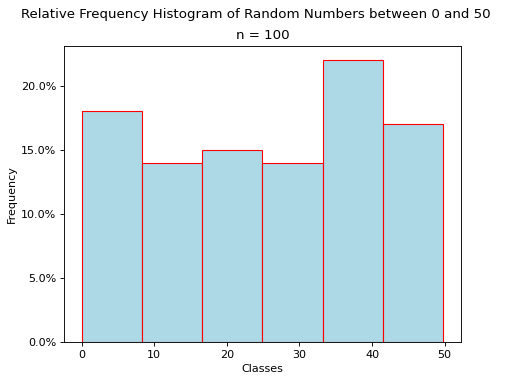 Relative Frequency Histogram of Random Numbers between 0 and 50
n = 100
20.0%
15.0%
10.0%
5.0%
0.0%
Frequency
0 10 20 30 40 50
Classes